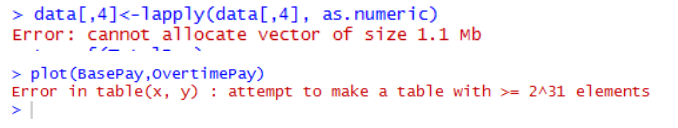 > data[,4]<-lapply(data[,4], as.numeric)
Error: cannot allocate vector of size 1.1 Mb
> plot(BasePay,OvertimePay)
Error in table(x, y) : attempt to make a table with >= 2^31 elements
>